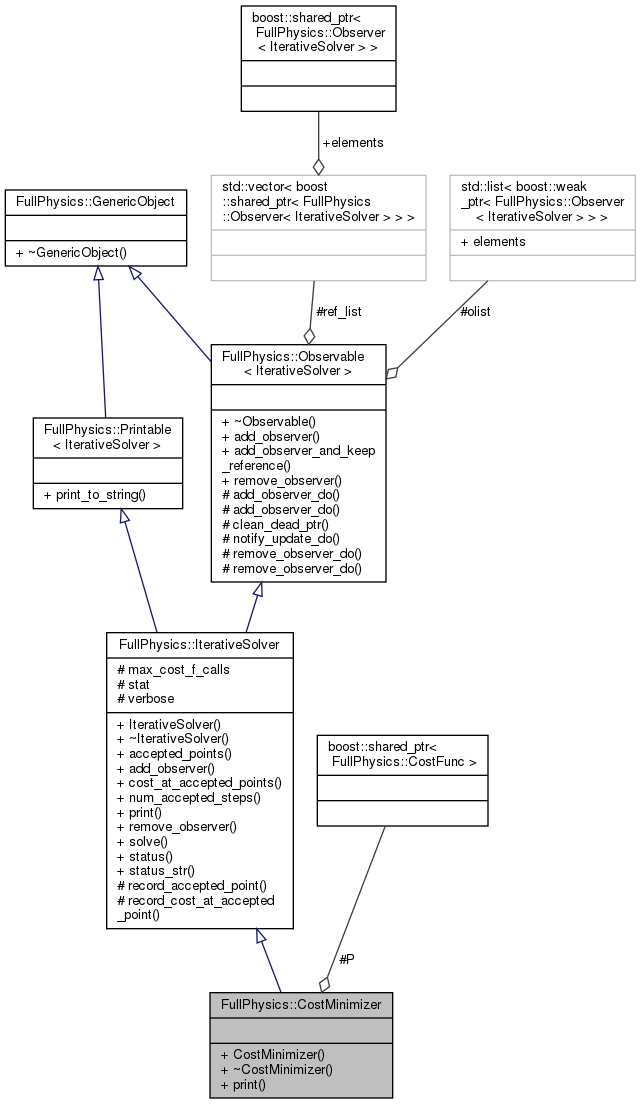 boost::shared_ptr<
FullPhysics::Observer
< IterativeSolver > >
+elements
std::vector< boost
::shared_ptr< FullPhysics
::Observer< IterativeSolver > > >
std::list< boost::weak
_ptr< FullPhysics::Observer
< IterativeSolver > > >
+ elements
FullPhysics::GenericObject
+ ~GenericObject()
#ref_list
#olist
FullPhysics::Observable
< IterativeSolver >
+ ~Observable()
+ add_observer()
+ add_observer_and_keep
_reference()
+ remove_observer()
# add_observer_do()
# add_observer_do()
# clean_dead_ptr()
# notify_update_do()
# remove_observer_do()
# remove_observer_do()
FullPhysics::Printable
< IterativeSolver >
+ print_to_string()
FullPhysics::IterativeSolver
# max_cost_f_calls
# stat
# verbose
+ IterativeSolver()
+ ~IterativeSolver()
+ accepted_points()
+ add_observer()
+ cost_at_accepted_points()
+ num_accepted_steps()
+ print()
+ remove_observer()
+ solve()
+ status()
+ status_str()
# record_accepted_point()
# record_cost_at_accepted
_point()
boost::shared_ptr<
FullPhysics::CostFunc >
#P
FullPhysics::CostMinimizer
+ CostMinimizer()
+ ~CostMinimizer()
+ print()